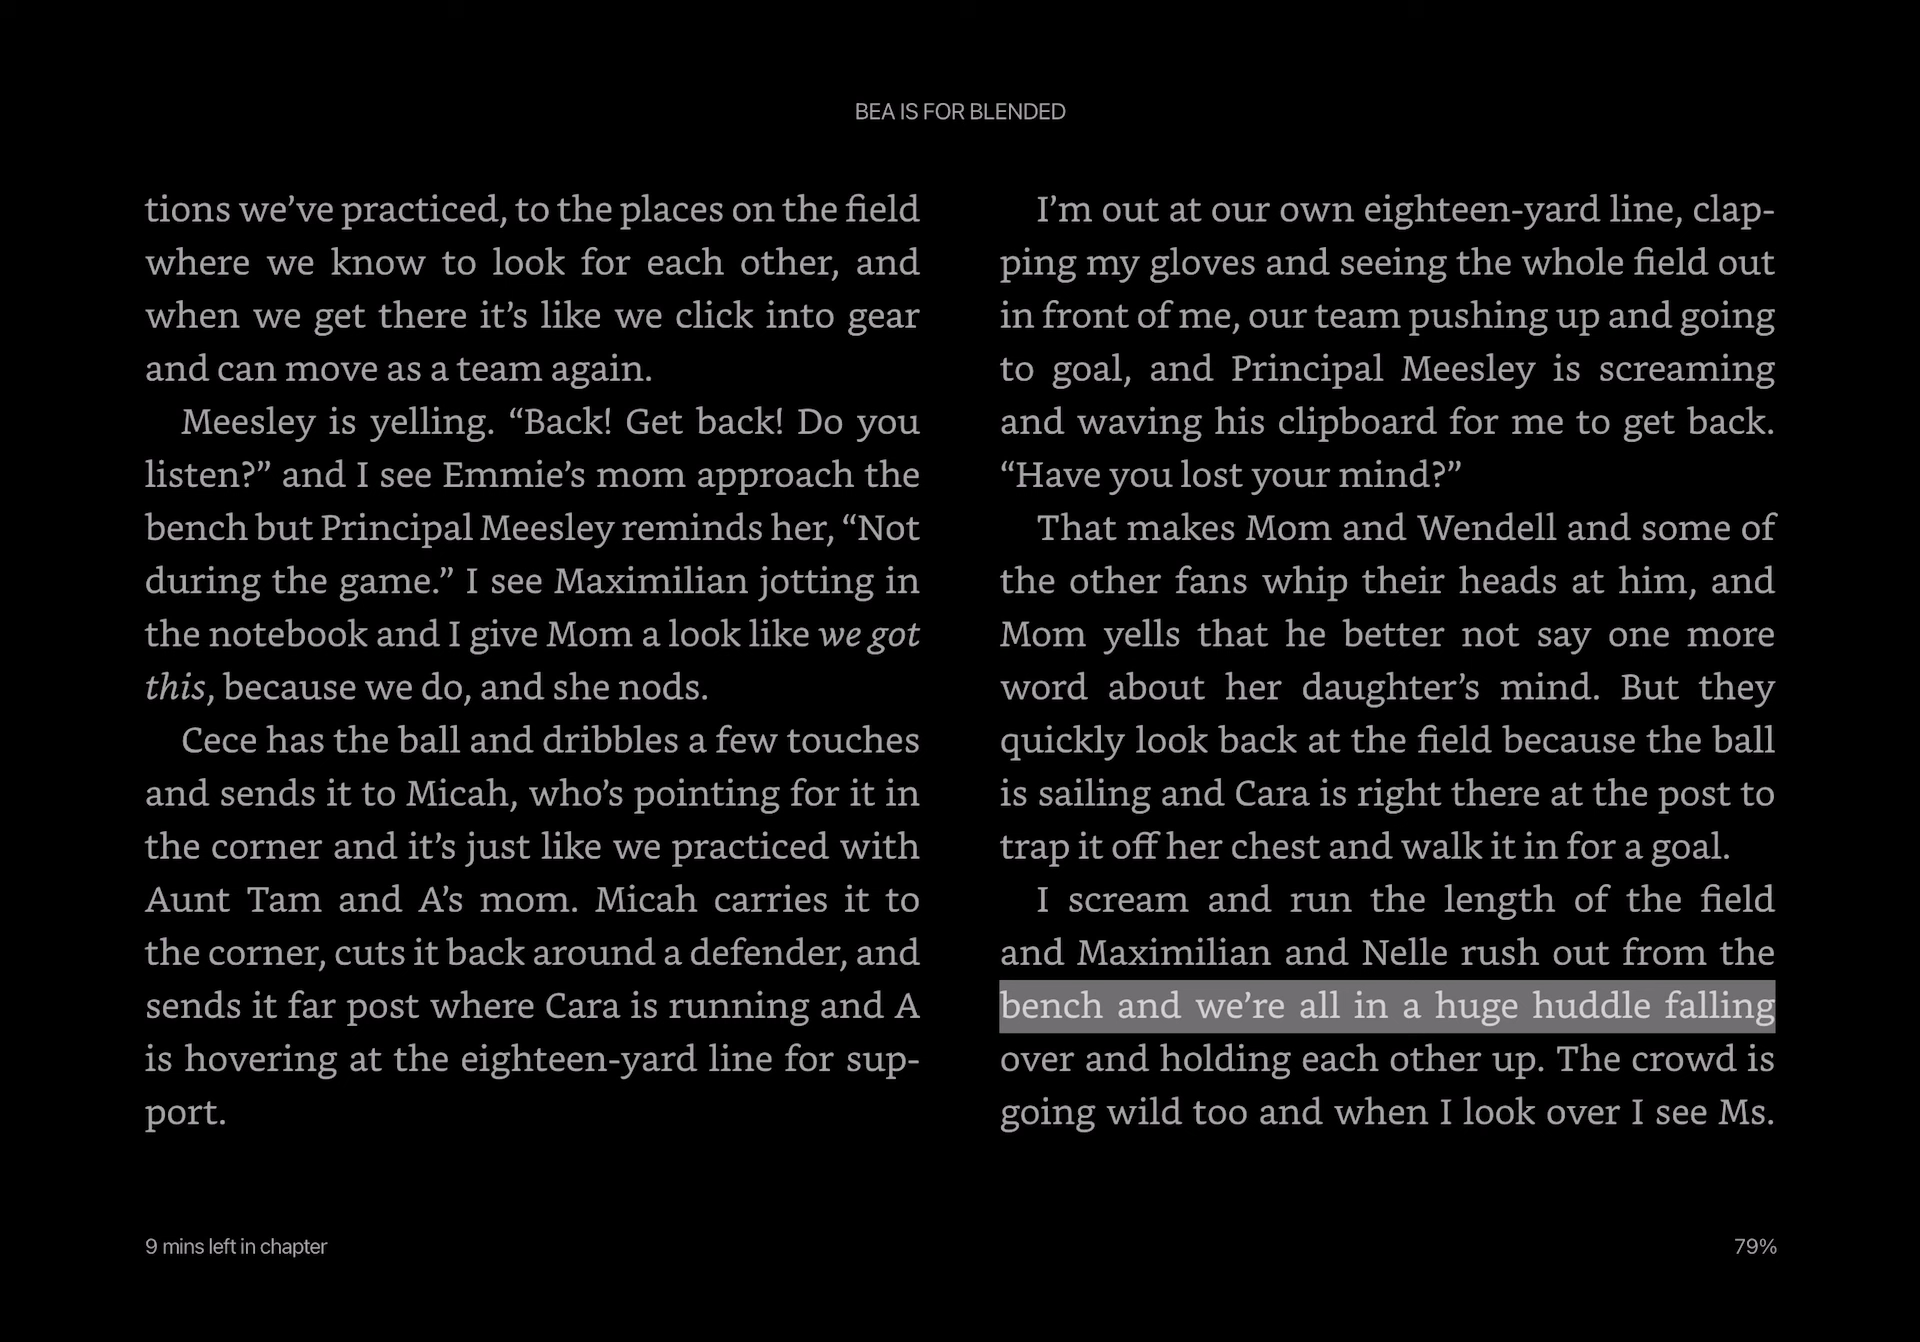 BEA IS FOR BLENDED
tions we’ve practiced, to the places on the field
where we know to look for each other, and
when we get there it’s like we click into gear
and can move as a team again.
Meesley is yelling. “Back! Get back! Do you
listen?” and I see Emmie’s mom approach the
bench but Principal Meesley reminds her, “Not
during the game.” I see Maximilian jotting in
the notebook and I give Mom a look like we got
this, because we do, and she nods.
Cece has the ball and dribbles a few touches
and sends it to Micah, who’s pointing for it in
the corner and it’s just like we practiced with
Aunt Tam and A’s mom. Micah carries it to
the corner, cuts it back around a defender, and
sends it far post where Cara is running and A
is hovering at the eighteen-yard line for sup-
port.
I’m out at our own eighteen-yard line, clap-
ping my gloves and seeing the whole field out
in front of me, our team pushing up and going
to goal, and Principal Meesley is screaming
and waving his clipboard for me to get back.
“Have you lost your mind?”
That makes Mom and Wendell and some of
the other fans whip their heads at him, and
Mom yells that he better not say one more
word about her daughter’s mind. But they
quickly look back at the field because the ball
is sailing and Cara is right there at the post to
trap it off her chest and walk it in for a goal.
I scream and run the length of the field
and Maximilian and Nelle rush out from the
bench and we’re all in a huge huddle falling
over and holding each other up. The crowd is
going wild too and when I look over I see Ms.
9 mins left in chapter
79%